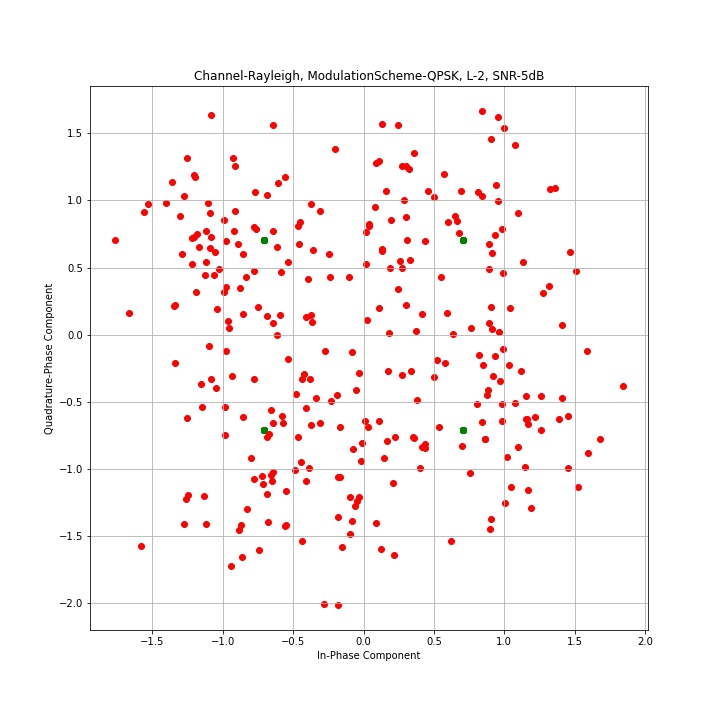 Channel-Rayleigh, ModulationScheme-QPSK, L-2, SNR-5dB
Quadrature-Phase Component
1.5
1.0
0.5
0.0
−0.5
−1.0
−1.5
−2.0
−1.5 −1.0 −0.5 0.0 0.5 1.0 1.5 2.0
In-Phase Component